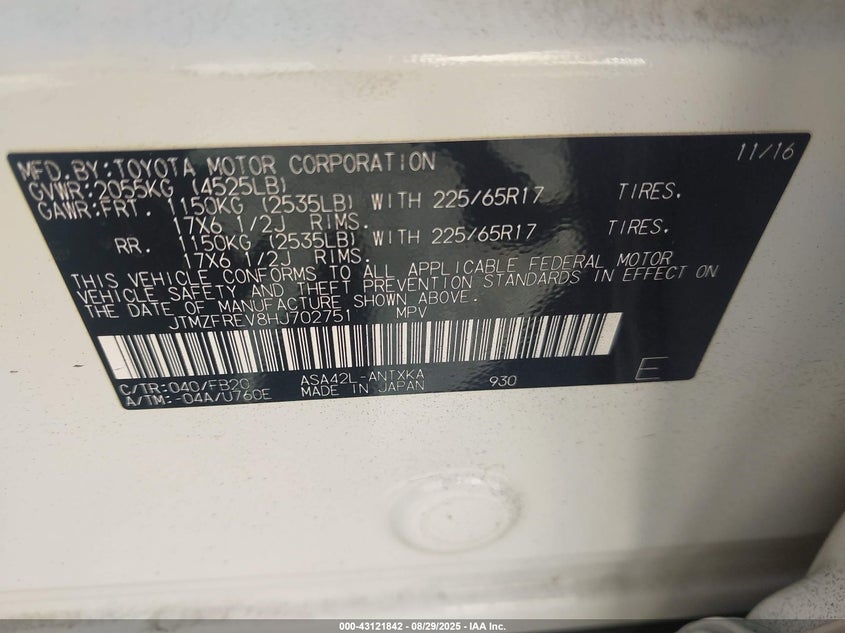 MFD.BY:TOYOTA MOTOR CORPORATION 11/16
GVWR:2055KG (4525LB)
GAWR:FRT. 1150KG (2535LB) WITH 225/65R17 TIRES.
17X6 1/2J RIMS.
RR. 1150KG (2535LB) WITH 225/65R17 TIRES.
17X6 1/2J RIMS.
THIS VEHICLE CONFORMS TO ALL APPLICABLE FEDERAL MOTOR
VEHICLE SAFETY AND THEFT PREVENTION STANDARDS IN EFFECT ON
THE DATE OF MANUFACTURE SHOWN ABOVE.
JTMZFREV8HJ702751 MPV
C/TR:040/FB20 ASA42L-ANTXKA 930 E
A/TM:-04A/U760E MADE IN JAPAN
000-43121842 - 08/29/2025 - IAA Inc.